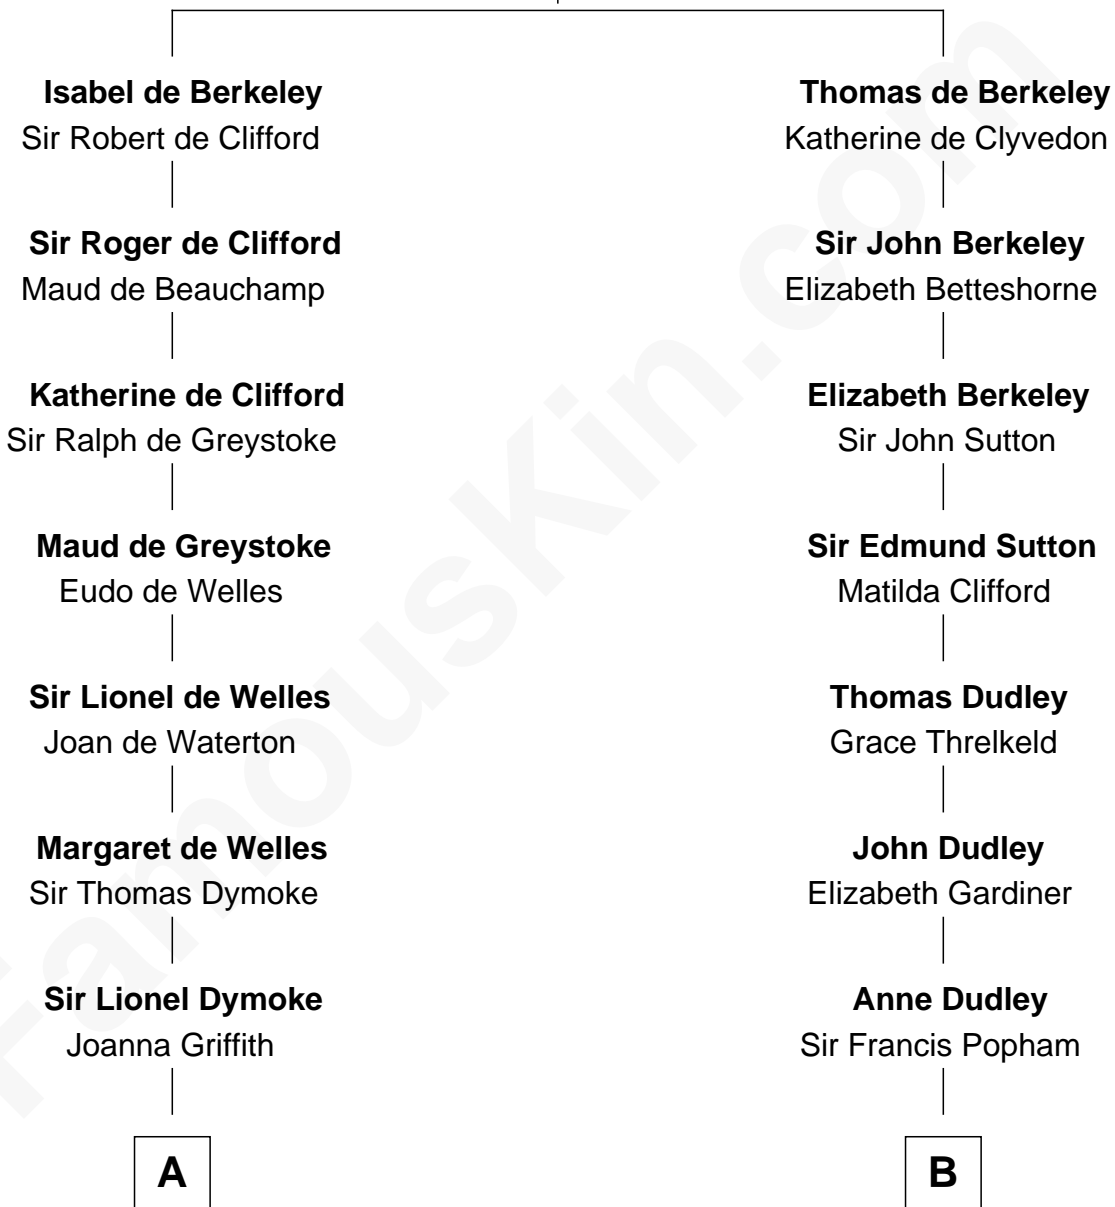 Isabel de Berkeley
Sir Robert de Clifford
Sir Roger de Clifford
Maud de Beauchamp
Katherine de Clifford
Sir Ralph de Greystoke
Maud de Greystoke
Eudo de Welles
Sir Lionel de Welles
Joan de Waterton
Margaret de Welles
Sir Thomas Dymoke
Sir Lionel Dymoke
Joanna Griffith
A
Thomas de Berkeley
Katherine de Clyvedon
Sir John Berkeley
Elizabeth Betteshorne
Elizabeth Berkeley
Sir John Sutton
Sir Edmund Sutton
Matilda Clifford
Thomas Dudley
Grace Threlkeld
John Dudley
Elizabeth Gardiner
Anne Dudley
Sir Francis Popham
B
FamousKin.com